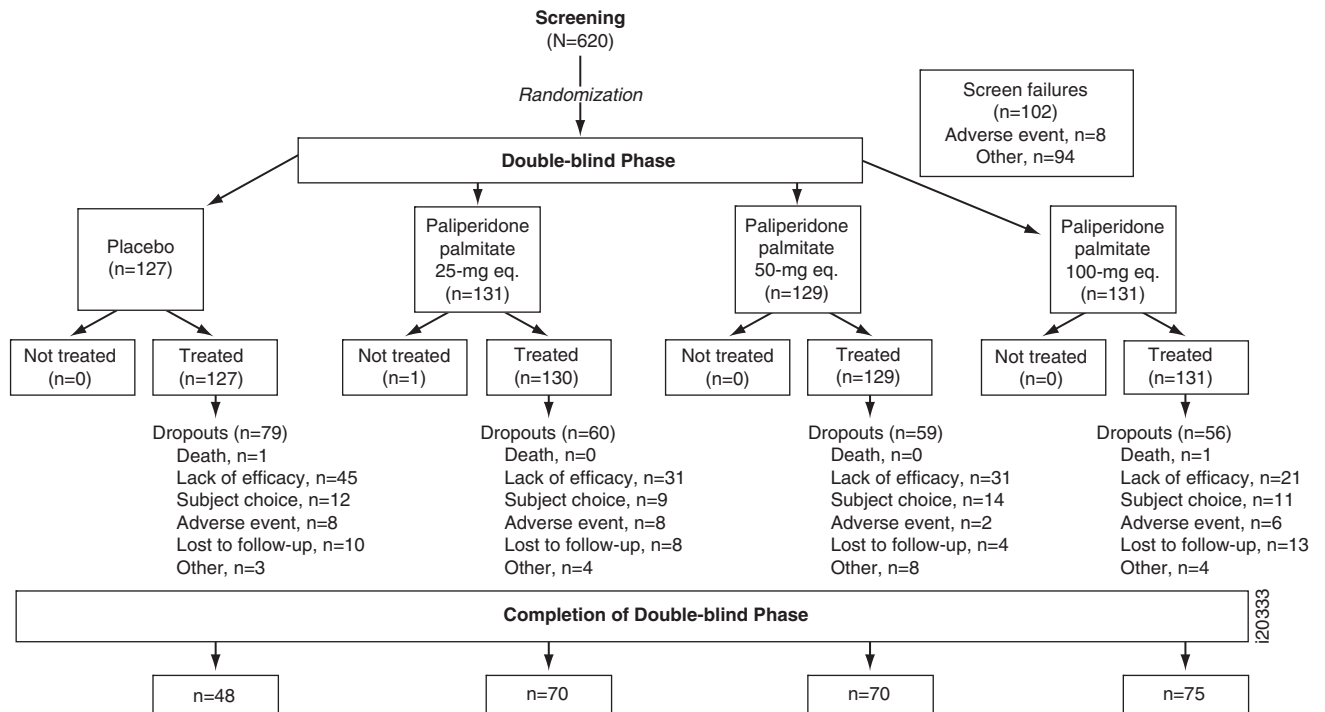 Screening
(N=620)
Randomization
Screen failures
(n=102)
Adverse event, n=8
Other, n=94
Double-blind Phase
Placebo
(n=127)
Paliperidone
palmitate
25-mg eq.
(n=131)
Paliperidone
palmitate
50-mg eq.
(n=129)
Paliperidone
palmitate
100-mg eq.
(n=131)
Not treated
(n=0)
Treated
(n=127)
Not treated
(n=1)
Treated
(n=130)
Not treated
(n=0)
Treated
(n=129)
Not treated
(n=0)
Treated
(n=131)
Dropouts (n=79)
Death, n=1
Lack of efficacy, n=45
Subject choice, n=12
Adverse event, n=8
Lost to follow-up, n=10
Other, n=3
Dropouts (n=60)
Death, n=0
Lack of efficacy, n=31
Subject choice, n=9
Adverse event, n=8
Lost to follow-up, n=8
Other, n=4
Dropouts (n=59)
Death, n=0
Lack of efficacy, n=31
Subject choice, n=14
Adverse event, n=2
Lost to follow-up, n=4
Other, n=8
Dropouts (n=56)
Death, n=1
Lack of efficacy, n=21
Subject choice, n=11
Adverse event, n=6
Lost to follow-up, n=13
Other, n=4
Completion of Double-blind Phase
i20333
n=48
n=70
n=70
n=75